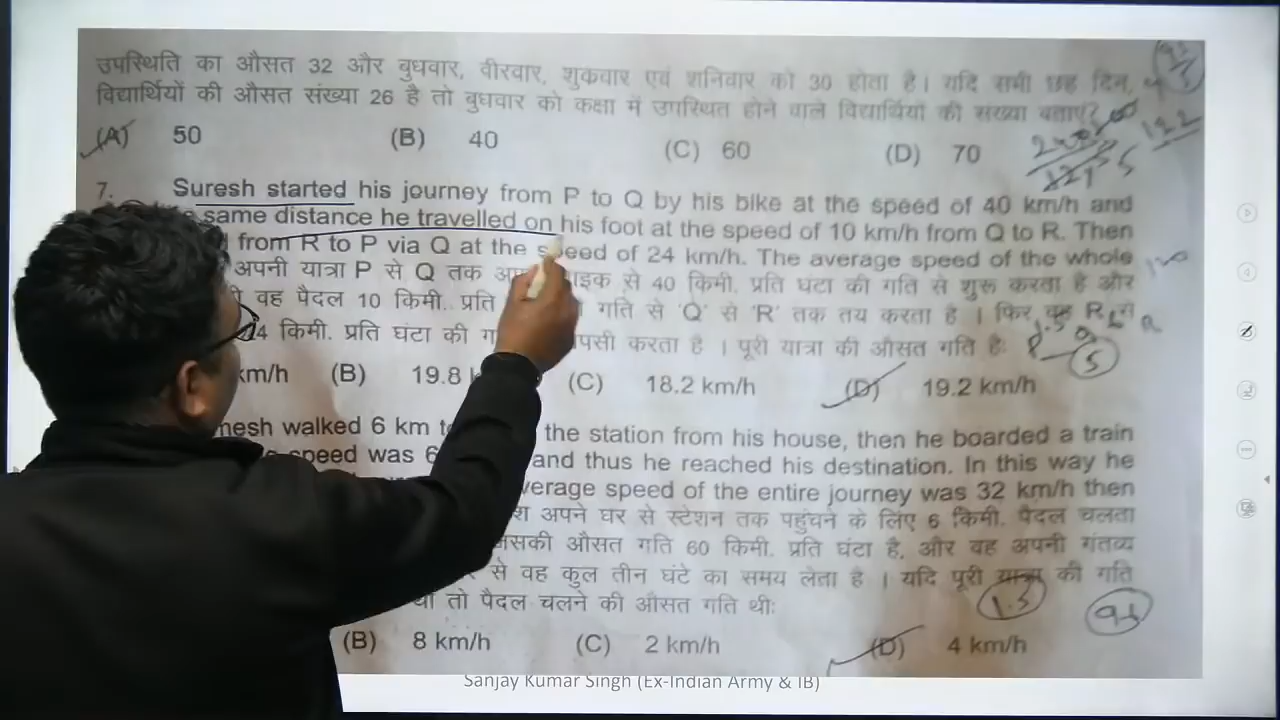 उपस्थिति का औसत 32 और बुधवार, वीरवार, शुक्रवार एवं शनिवार को 30 होता है। यदि सभी छह दिन,
विद्यार्थियों की औसत संख्या 26 है तो बुधवार को कक्षा में उपस्थित होने वाले विद्यार्थियों की संख्या बताएं?
(A) 50 (B) 40 (C) 60 (D) 70
122
7. Suresh started his journey from P to Q by his bike at the speed of 40 km/h and
same distance he travelled on his foot at the speed of 10 km/h from Q to R. Then
from R to P via Q at the speed of 24 km/h. The average speed of the whole
अपनी यात्रा P से Q तक से 40 किमी. प्रति घंटा की गति से शुरू करता है और
वह पैदल 10 किमी. प्रति गति से 'Q' से 'R' तक तय करता है । फिर वह R से
किमी. प्रति घंटा की करता है । पूरी यात्रा की औसत गति है:
5
km/h (B) 19.8 (C) 18.2 km/h (D) 19.2 km/h
walked 6 km the station from his house, then he boarded a train
speed was and thus he reached his destination. In this way he
speed of the entire journey was 32 km/h then
अपने घर से स्टेशन तक पहुंचने के लिए 6 किमी. पैदल चलता
औसत गति 60 किमी. प्रति घंटा है, और वह अपनी गंतव्य
से वह कुल तीन घंटे का समय लेता है । यदि पूरी यात्रा की गति
तो पैदल चलने की औसत गति थी:
1.5
(B) 8 km/h (C) 2 km/h (D) 4 km/h
Sanjay Kumar Singh (Ex-Indian Army & IB)